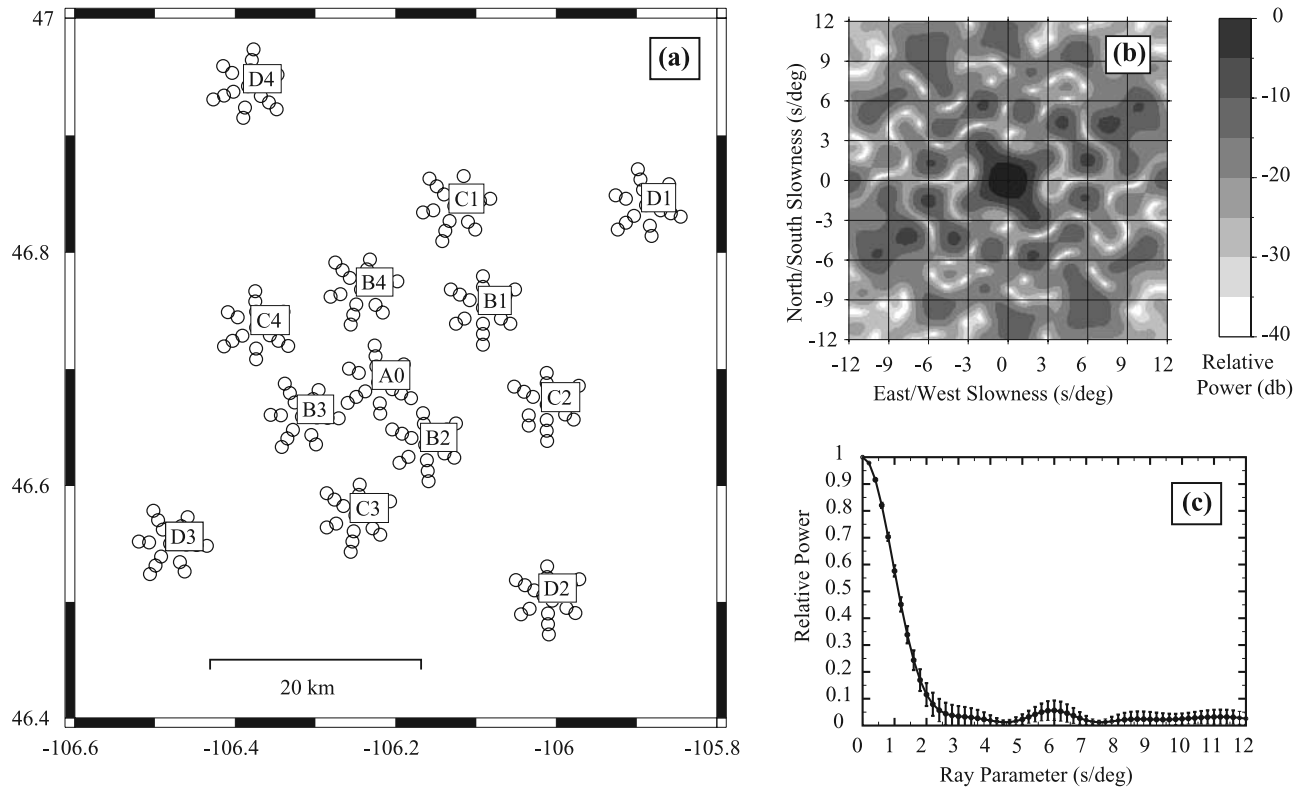 47
46.8
46.6
46.4
-106.6
-106.4
-106.2
-106
-105.8
(a)
D4
C1
D1
B4
B1
C4
A0
C2
B3
B2
C3
D3
D2
20 km
(b)
12
9
6
3
0
-3
-6
-9
-12
-12
-9
-6
-3
0
3
6
9
12
North/South Slowness (s/deg)
East/West Slowness (s/deg)
0
-10
-20
-30
-40
Relative
Power (db)
(c)
1
0.9
0.8
0.7
0.6
0.5
0.4
0.3
0.2
0.1
0
0
1
2
3
4
5
6
7
8
9
10
11
12
Relative Power
Ray Parameter (s/deg)